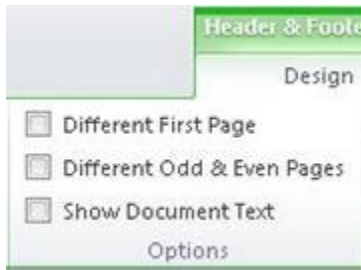 Header & Foote
Design
Different First Page
Different Odd & Even Pages
Show Document Text
Options